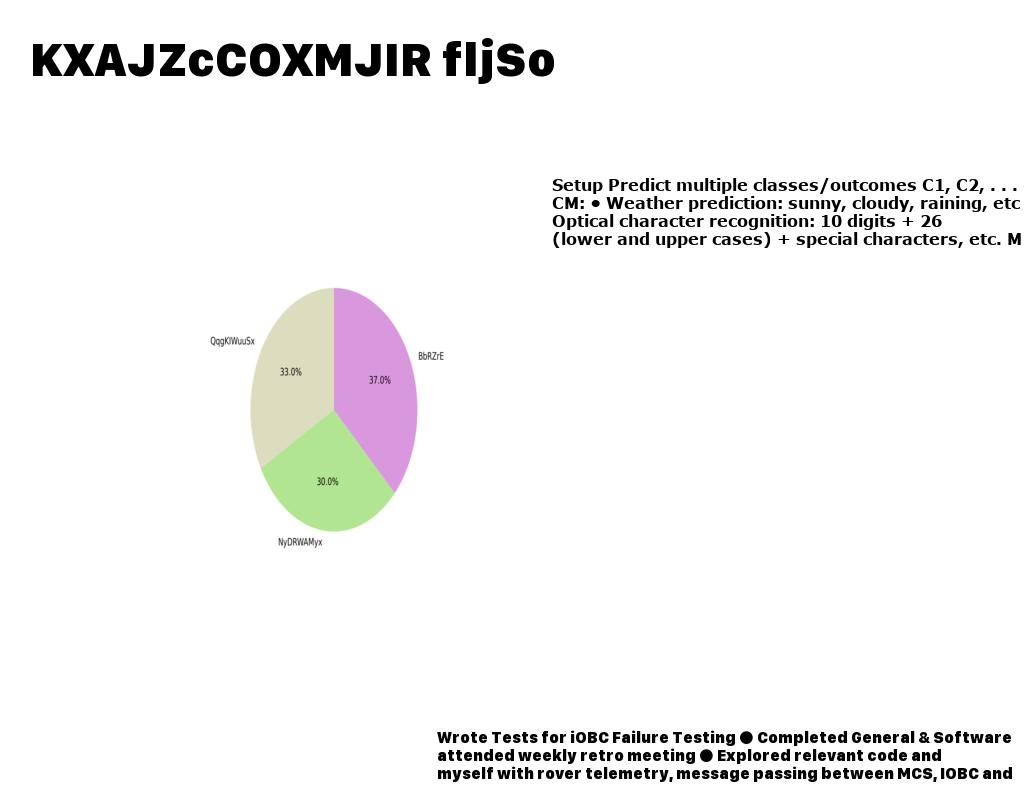 KXAJZcCOXMJIR fljSo
Setup Predict multiple classes/outcomes C1, C2, . . .
CM: • Weather prediction: sunny, cloudy, raining, etc
Optical character recognition: 10 digits + 26
(lower and upper cases) + special characters, etc. M
QqgKIWuuSx
BbRZrE
33.0%
37.0%
30.0%
NyDRWAMyx
Wrote Tests for iOBC Failure Testing ● Completed General & Software
attended weekly retro meeting ● Explored relevant code and
myself with rover telemetry, message passing between MCS, IOBC and